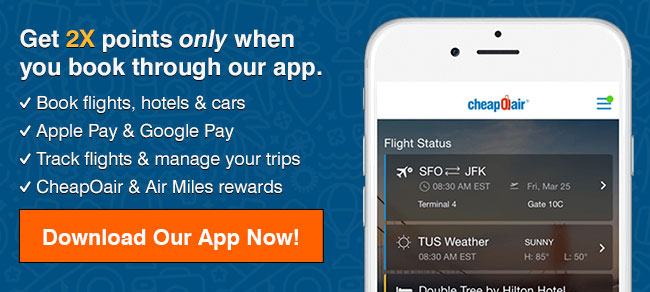 Get 2X points only when
you book through our app.
✓ Book flights, hotels & cars
✓ Apple Pay & Google Pay
✓ Track flights & manage your trips
✓ CheapOair & Air Miles rewards
Download Our App Now!
cheapOair®
Flight Status
SFO ⇄ JFK
08:30 AM EST Fri, Mar 25
Terminal 4 Gate 10C
TUS Weather SUNNY
08:30 AM EST H: 85° L: 50°
Double Tree by Hilton Hotel